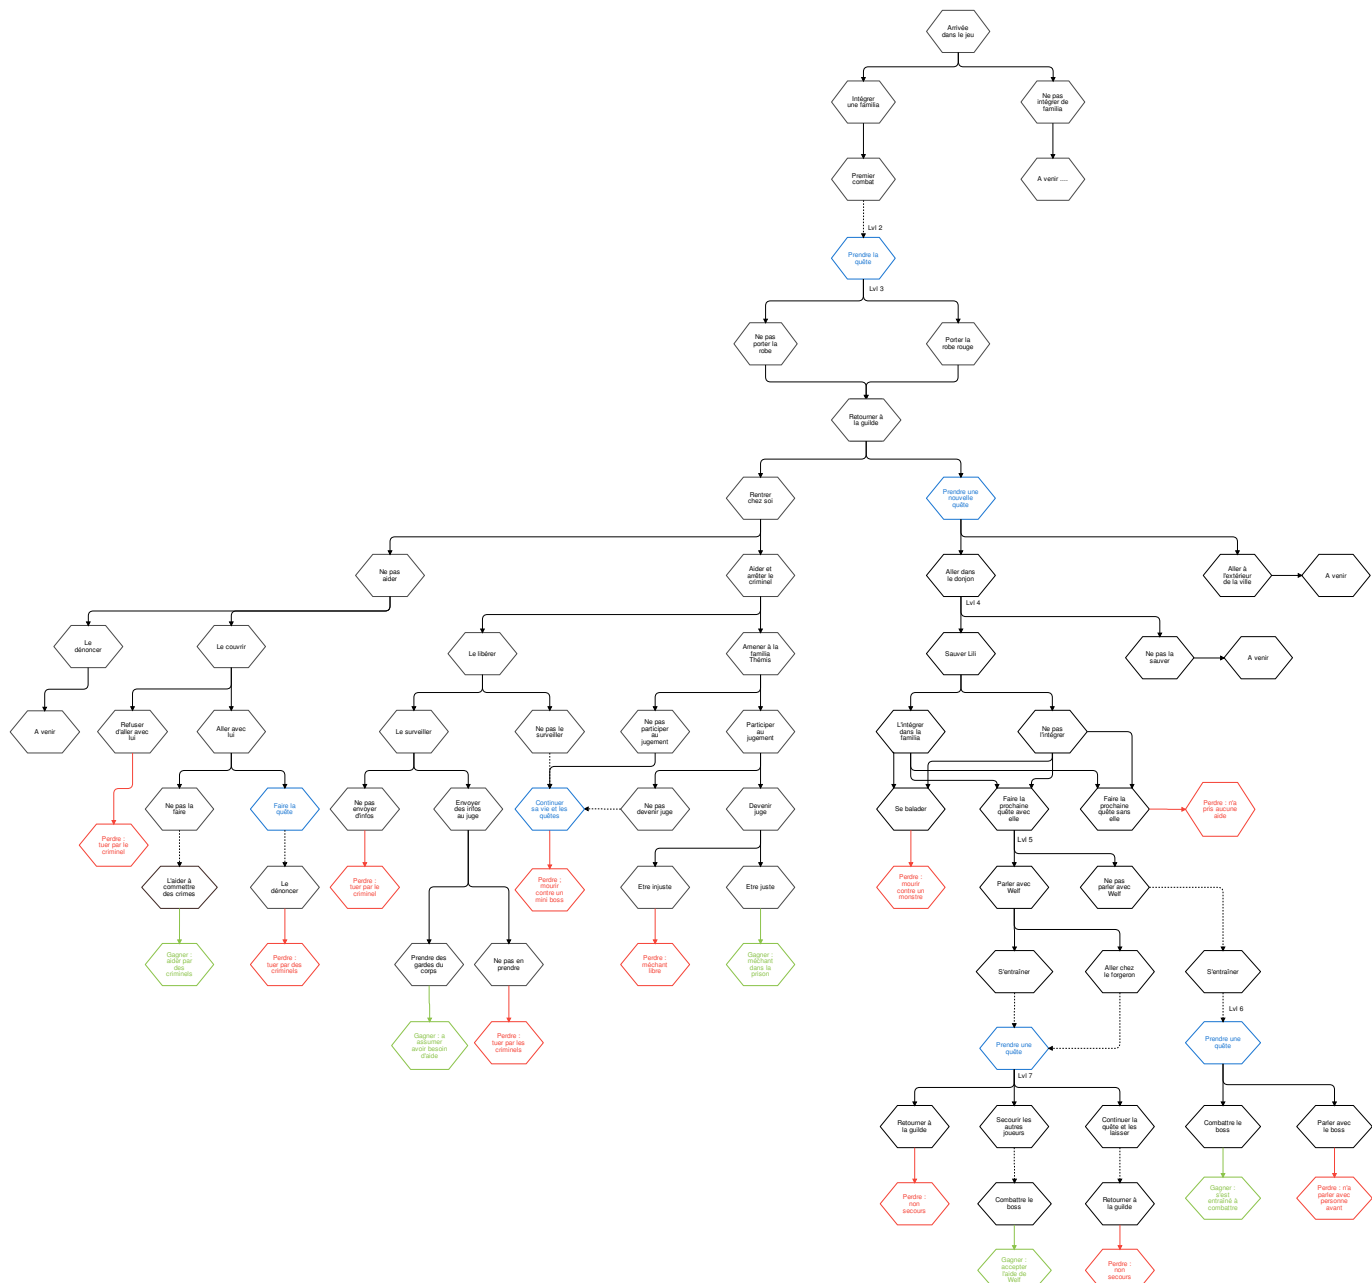 Arrivée
dans le jeu
Intégrer
une familia
Ne pas
intégrer de
familia
Premier
combat
A venir ....
Lvl 2
Prendre la
quête
Lvl 3
Ne pas
porter la
robe
Porter la
robe rouge
Retourner à
la guilde
Rentrer
chez soi
Prendre une
nouvelle
quête
Ne pas
aider
Aider et
arrêter le
criminel
Aller dans
le donjon
Aller à
l'extérieur
de la ville
A venir
Lvl 4
Le
dénoncer
Le couvrir
Le libérer
Amener à la
familia
Thémis
Sauver Lili
Ne pas la
sauver
A venir
A venir
Refuser
d'aller avec
lui
Aller avec
lui
Le surveiller
Ne pas le
surveiller
Ne pas
participer
au
jugement
Participer
au
jugement
L'intégrer
dans la
familia
Ne pas
l'intégrer
Ne pas la
faire
Faire la
quête
Ne pas
envoyer
d'infos
Envoyer
des infos
au juge
Continuer
sa vie et les
quêtes
Ne pas
devenir juge
Devenir
juge
Se balader
Faire la
prochaine
quête avec
elle
Faire la
prochaine
quête sans
elle
Perdre : n'a
pris aucune
aide
Perdre :
tuer par le
criminel
Lvl 5
L'aider à
commettre
des crimes
Le
dénoncer
Perdre :
tuer par le
criminel
Perdre :
mourir
contre un
mini boss
Etre injuste
Etre juste
Perdre :
mourir
contre un
monstre
Parler avec
Welf
Ne pas
parler avec
Welf
Gagner :
aider par
des
criminels
Perdre :
tuer par des
criminels
Prendre des
gardes du
corps
Ne pas en
prendre
Perdre :
méchant
libre
Gagner :
méchant
dans la
prison
S'entraîner
Aller chez
le forgeron
S'entraîner
Lvl 6
Gagner : a
assumer
avoir besoin
d'aide
Perdre :
tuer par les
criminels
Prendre une
quête
Prendre une
quête
Lvl 7
Retourner à
la guilde
Secourir les
autres
joueurs
Continuer la
quête et les
laisser
Combattre le
boss
Parler avec
le boss
Perdre :
non
secours
Combattre le
boss
Retourner à
la guilde
Gagner :
s'est
entraîné à
combattre
Perdre : n'a
parler avec
personne
avant
Gagner :
accepter
l'aide de
Welf
Perdre :
non
secours